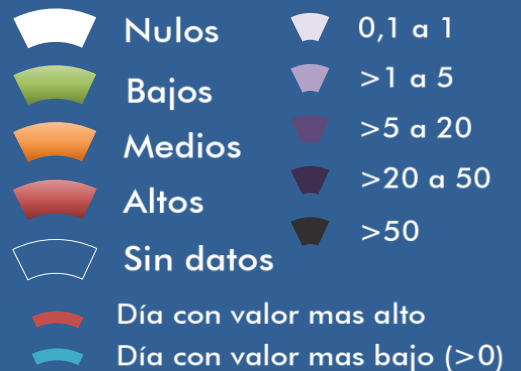 Nulos
Bajos
Medios
Altos
Sin datos
0,1 a 1
>1 a 5
>5 a 20
>20 a 50
>50
Día con valor mas alto
Día con valor mas bajo (>0)